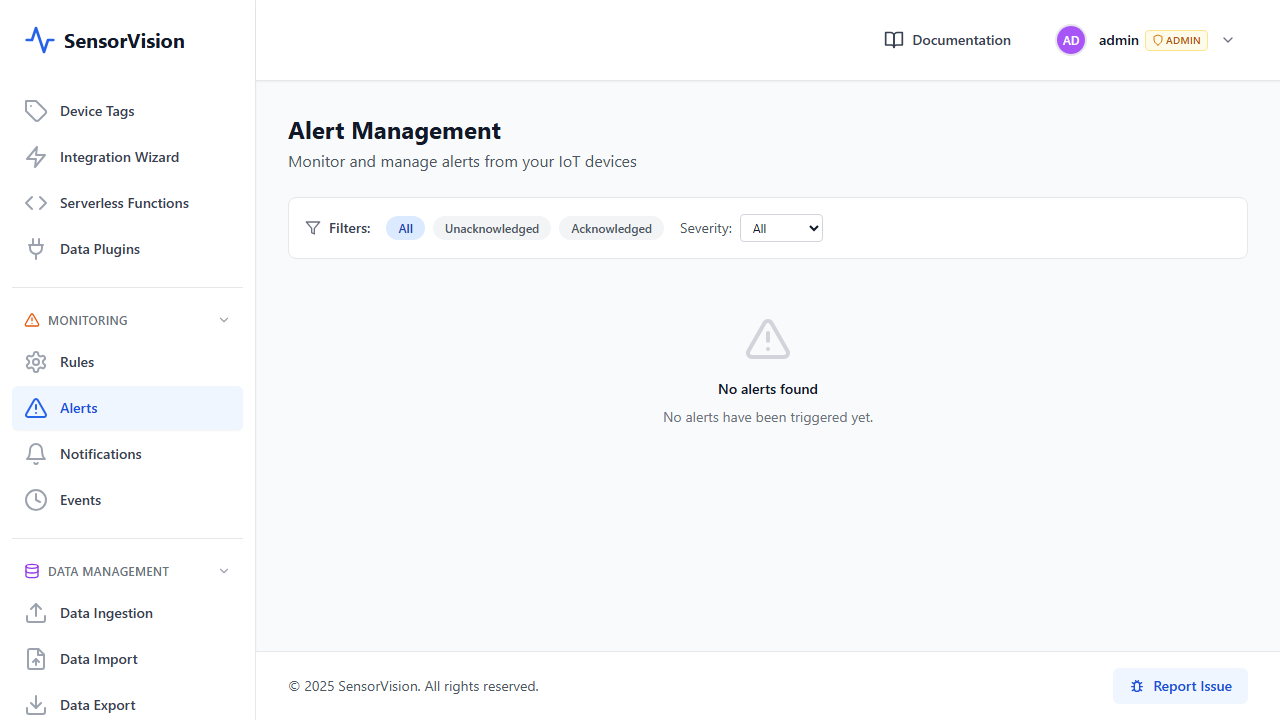 SensorVision
Documentation
AD
admin
ADMIN
Device Tags
Integration Wizard
Serverless Functions
Data Plugins
MONITORING
Rules
Alerts
Notifications
Events
DATA MANAGEMENT
Data Ingestion
Data Import
Data Export
Alert Management
Monitor and manage alerts from your IoT devices
Filters: All Unacknowledged Acknowledged Severity: All
No alerts found
No alerts have been triggered yet.
© 2025 SensorVision. All rights reserved.
Report Issue